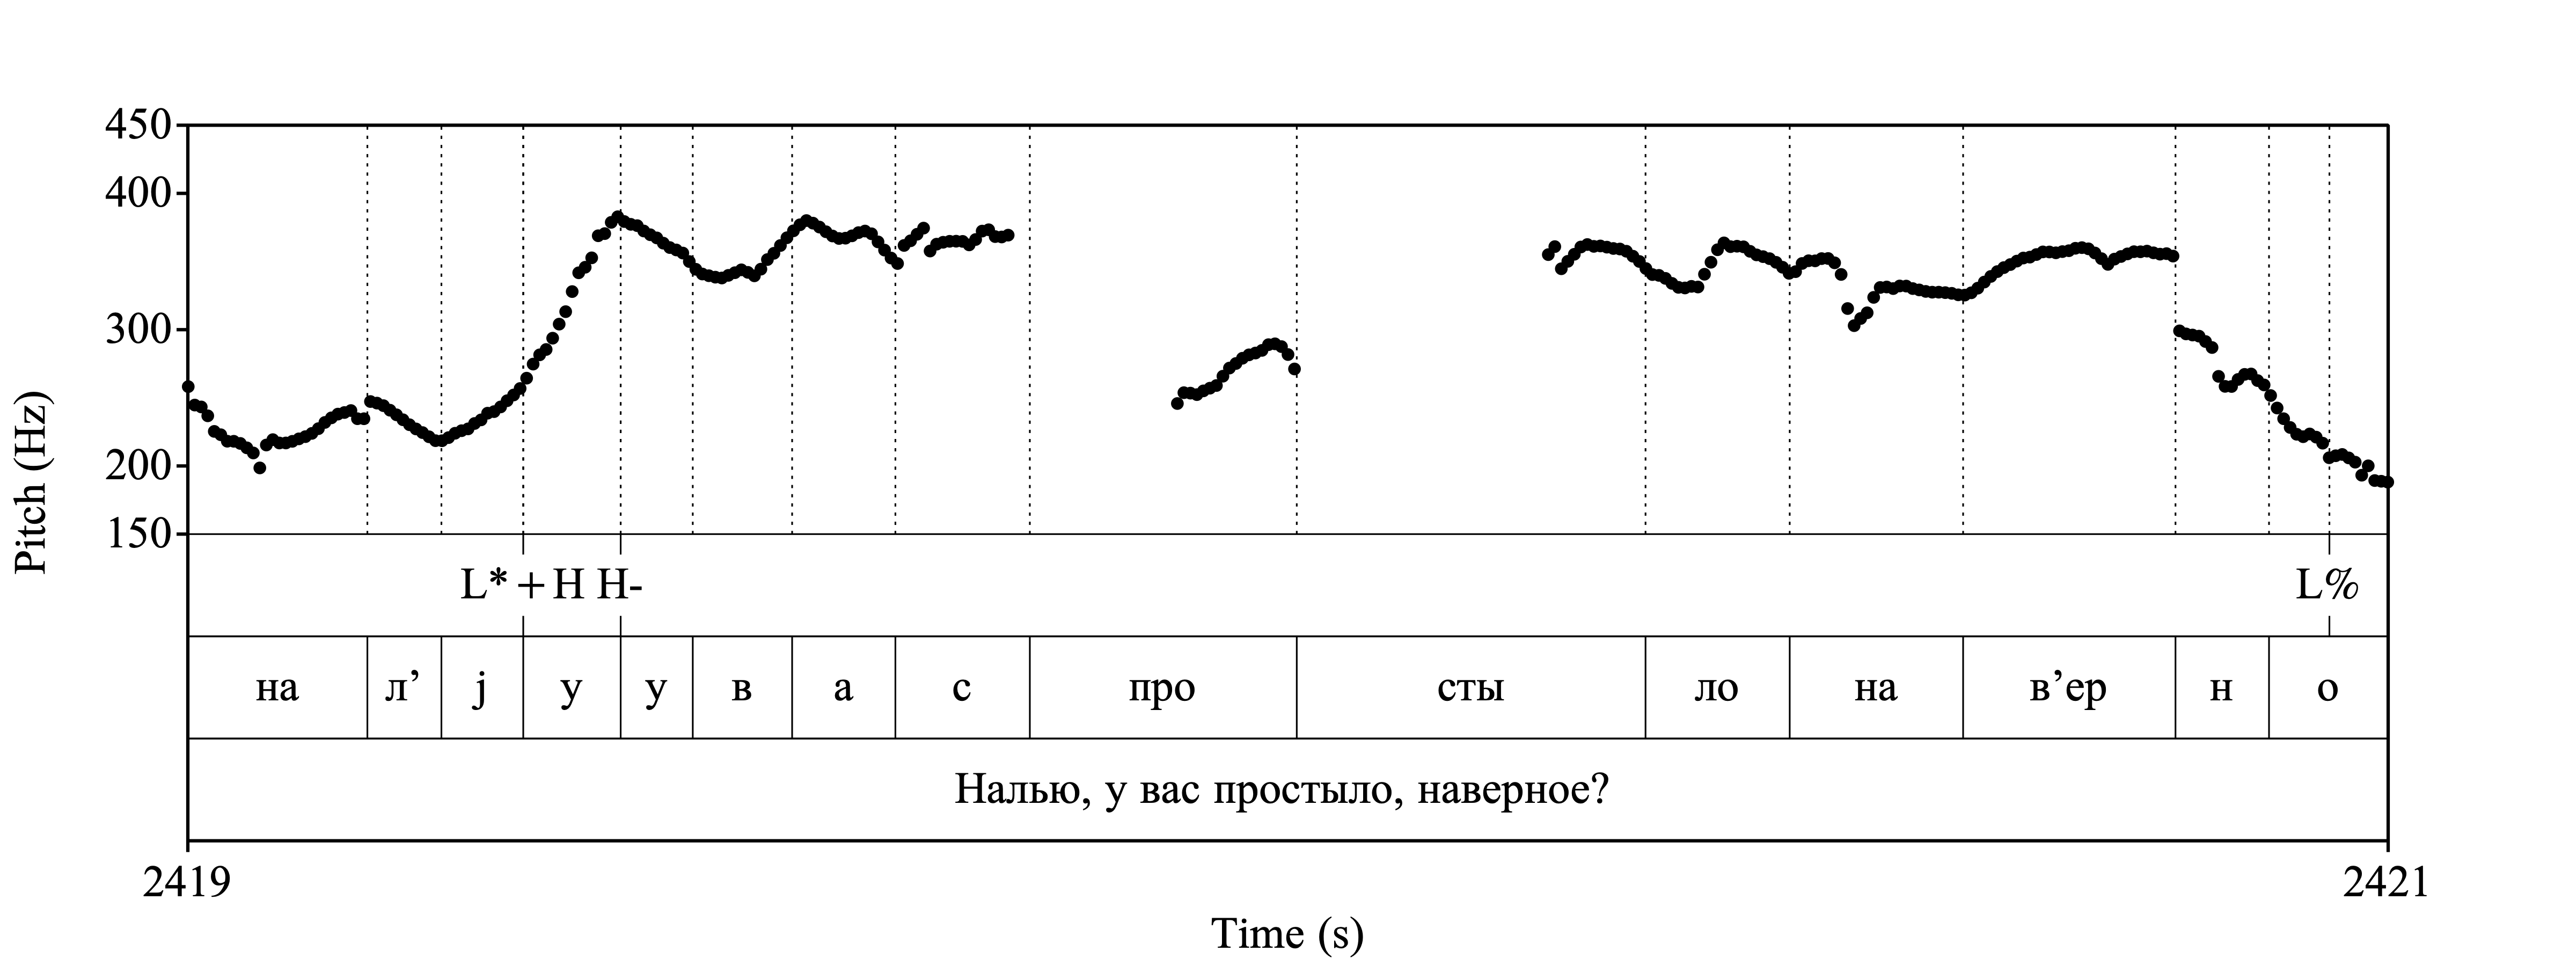 450
400
300
200
150
Pitch (Hz)
L*+H H- L%
на л’ j у у в а с про сты ло на в’ер н о
Налью, у вас простыло, наверное?
2419 2421
Time (s)